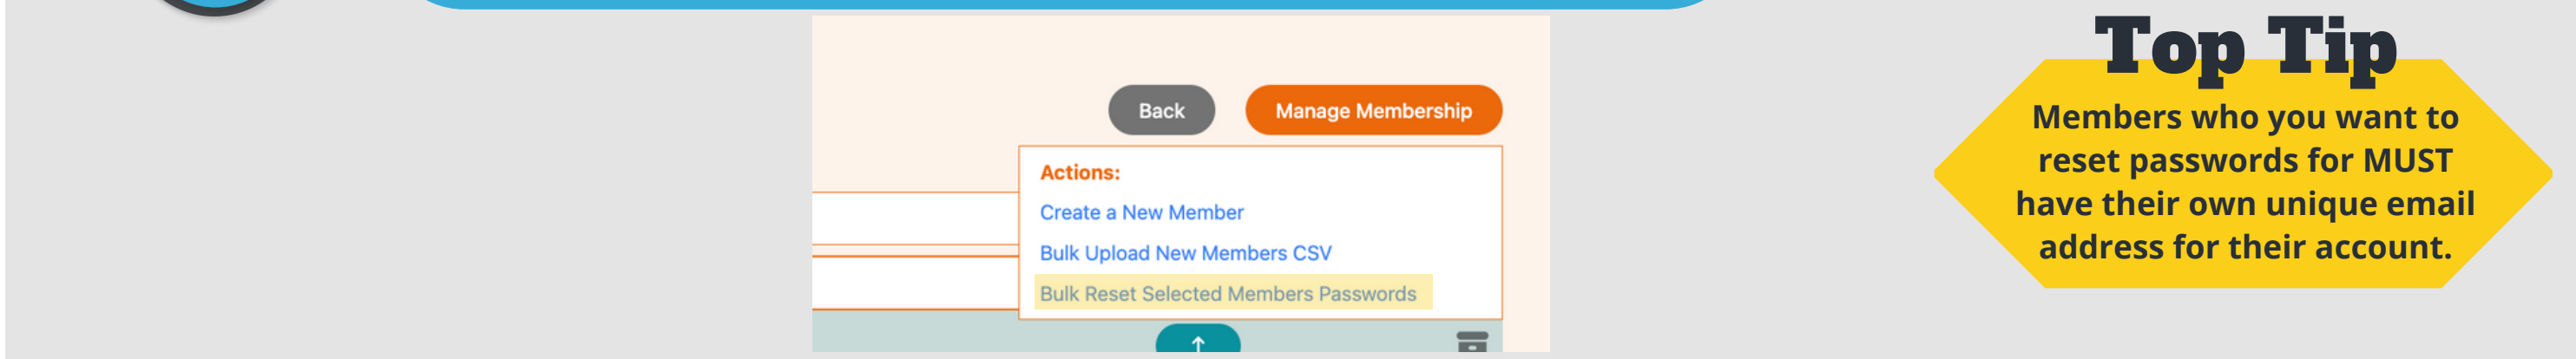 Back
Manage Membership
Actions:
Create a New Member
Bulk Upload New Members CSV
Bulk Reset Selected Members Passwords
Top Tip
Members who you want to
reset passwords for MUST
have their own unique email
address for their account.